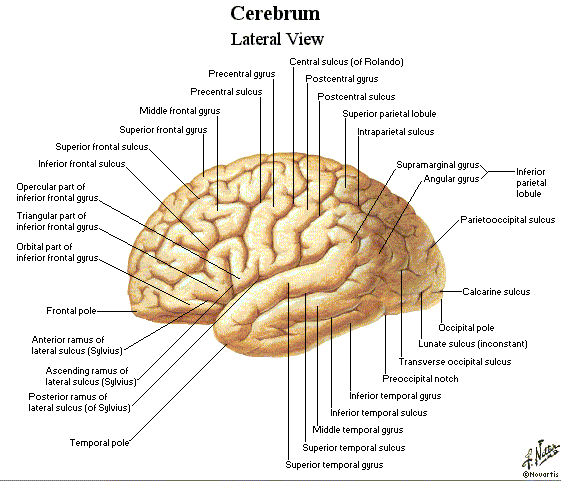 Cerebrum
Lateral View
Central sulcus (of Rolando)
Precentral gyrus
Postcentral gyrus
Precentral sulcus
Postcentral sulcus
Middle frontal gyrus
Superior parietal lobule
Superior frontal gyrus
Intraparietal sulcus
Superior frontal sulcus
Inferior frontal sulcus
Supramarginal gyrus
Angular gyrus
Inferior
parietal
lobule
Opercular part of
inferior frontal gyrus
Triangular part of
inferior frontal gyrus
Parietooccipital sulcus
Orbital part of
inferior frontal gyrus
Calcarine sulcus
Frontal pole
Occipital pole
Anterior ramus of
lateral sulcus (Sylvius)
Lunate sulcus (inconstant)
Transverse occipital sulcus
Ascending ramus of
lateral sulcus (Sylvius)
Preoccipital notch
Posterior ramus of
lateral sulcus (of Sylvius)
Inferior temporal gyrus
Inferior temporal sulcus
Middle temporal gyrus
Temporal pole
Superior temporal sulcus
Superior temporal gyrus
F. Netter
M.D.
©Novartis